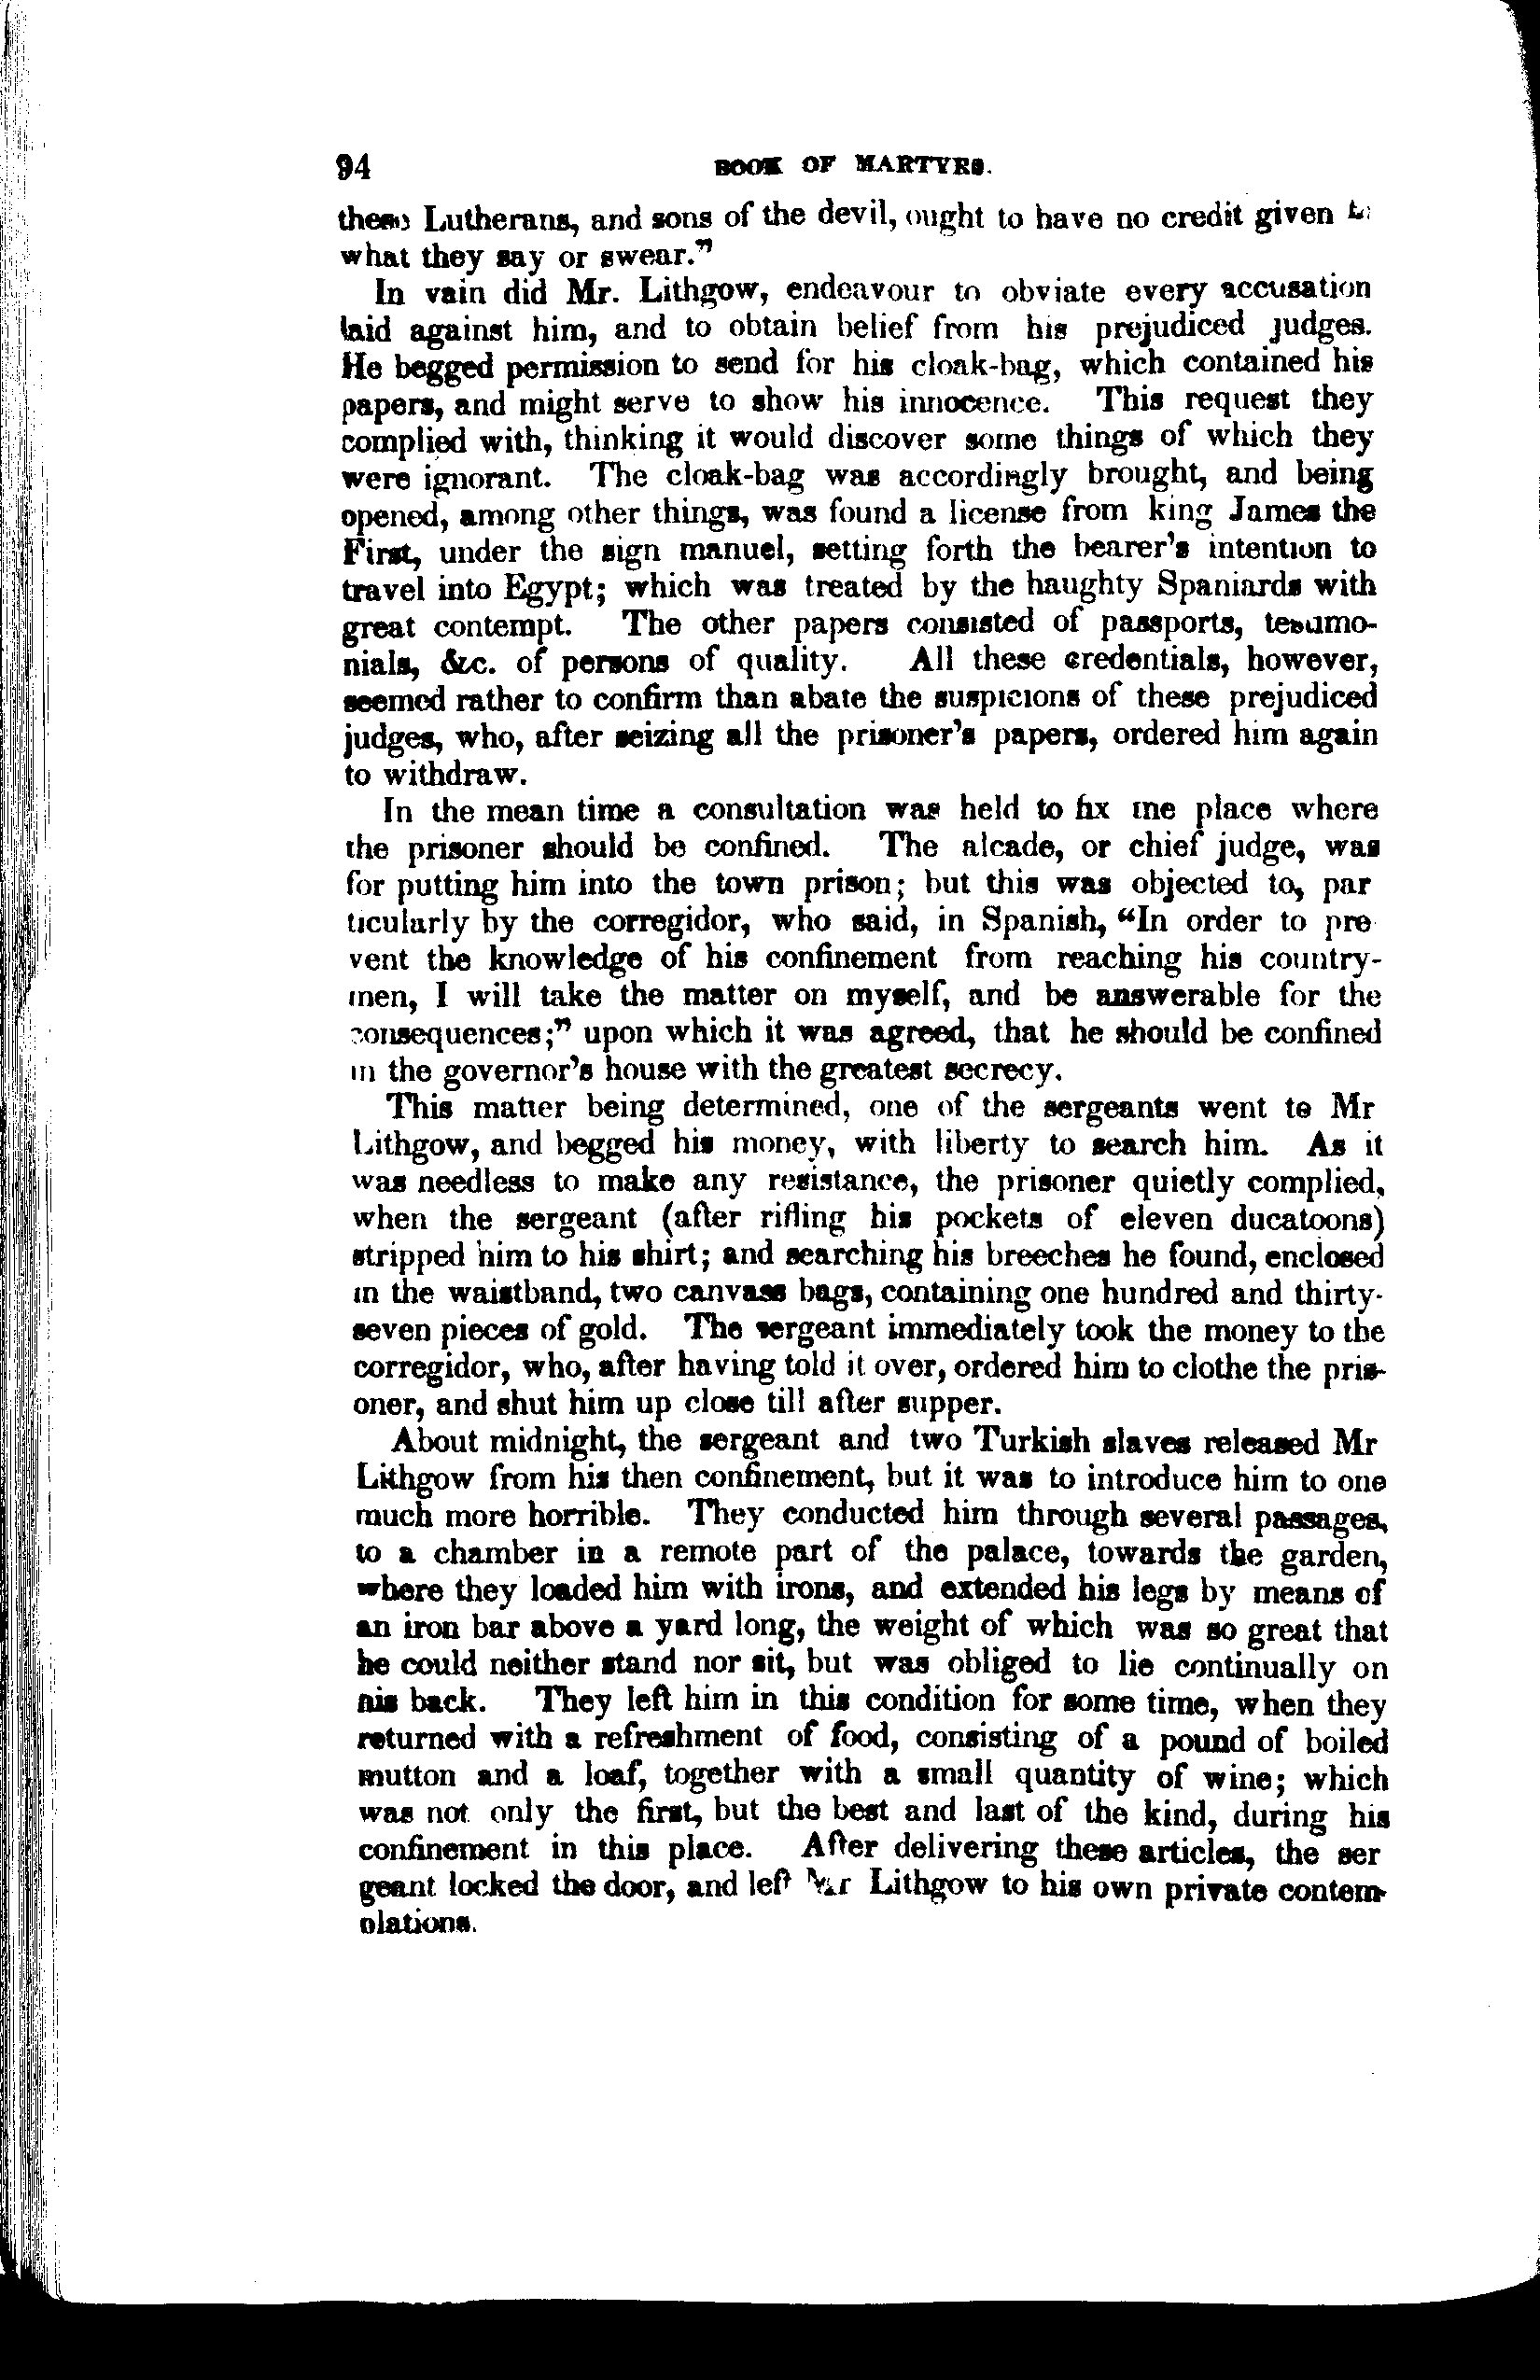 94 BOOK OF MARTYRS.
these Lutherans, and sons of the devil, ought to have no credit given to
what they say or swear."
In vain did Mr. Lithgow, endeavour to obviate every accusation
laid against him, and to obtain belief from his prejudiced judges.
He begged permission to send for his cloak-bag, which contained his
papers, and might serve to show his innocence. This request they
complied with, thinking it would discover some things of which they
were ignorant. The cloak-bag was accordingly brought, and being
opened, among other things, was found a license from king James the
First, under the sign manuel, setting forth the bearer's intention to
travel into Egypt; which was treated by the haughty Spaniards with
great contempt. The other papers consisted of passports, testimo-
nials, &c. of persons of quality. All these credentials, however,
seemed rather to confirm than abate the suspicions of these prejudiced
judges, who, after seizing all the prisoner's papers, ordered him again
to withdraw.
In the mean time a consultation was held to fix the place where
the prisoner should be confined. The alcade, or chief judge, was
for putting him into the town prison; but this was objected to, par
ticularly by the corregidor, who said, in Spanish, "In order to pre
vent the knowledge of his confinement from reaching his country-
men, I will take the matter on myself, and be answerable for the
consequences;" upon which it was agreed, that he should be confined
in the governor's house with the greatest secrecy.
This matter being determined, one of the sergeants went to Mr
Lithgow, and begged his money, with liberty to search him. As it
was needless to make any resistance, the prisoner quietly complied,
when the sergeant (after rifling his pockets of eleven ducatoons)
stripped him to his shirt; and searching his breeches he found, enclosed
in the waistband, two canvass bags, containing one hundred and thirty-
seven pieces of gold. The sergeant immediately took the money to the
corregidor, who, after having told it over, ordered him to clothe the pris-
oner, and shut him up close till after supper.
About midnight, the sergeant and two Turkish slaves released Mr
Lithgow from his then confinement, but it was to introduce him to one
much more horrible. They conducted him through several passages,
to a chamber in a remote part of the palace, towards the garden,
where they loaded him with irons, and extended his legs by means of
an iron bar above a yard long, the weight of which was so great that
he could neither stand nor sit, but was obliged to lie continually on
his back. They left him in this condition for some time, when they
returned with a refreshment of food, consisting of a pound of boiled
mutton and a loaf, together with a small quantity of wine; which
was not only the first, but the best and last of the kind, during his
confinement in this place. After delivering these articles, the ser
geant locked the door, and left Mr Lithgow to his own private contem-
plations.